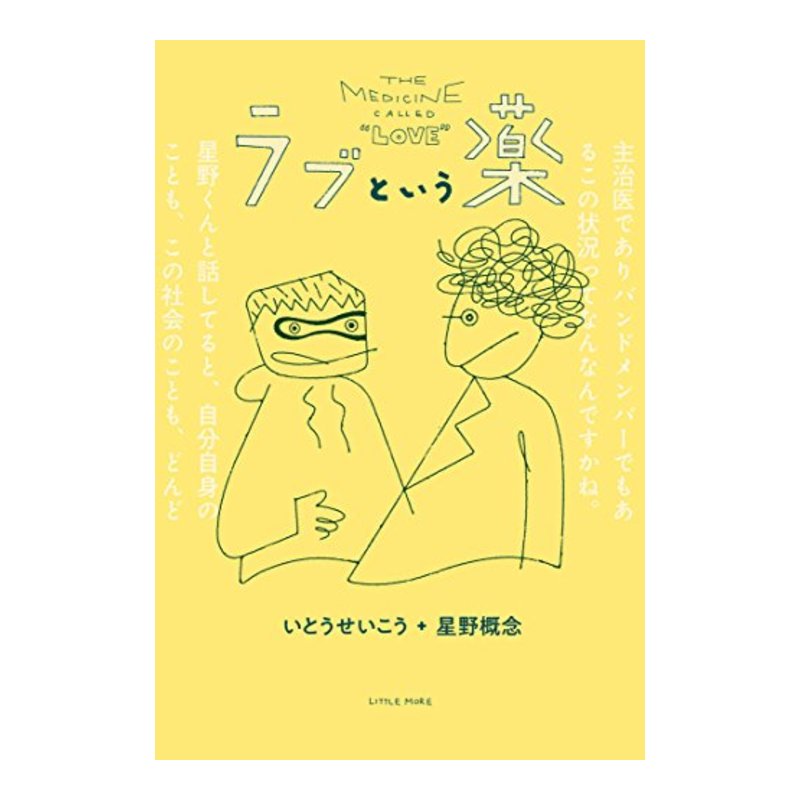 THE
MEDICINE
CALLED
"LOVE"
ラブという薬
主治医でありバンドメンバーでもあ
るこの状況ってなんなんですかね。
星野くんと話してると、自分自身の
ことも、この社会のことも、どんど
いとうせいこう + 星野概念
LITTLE MORE